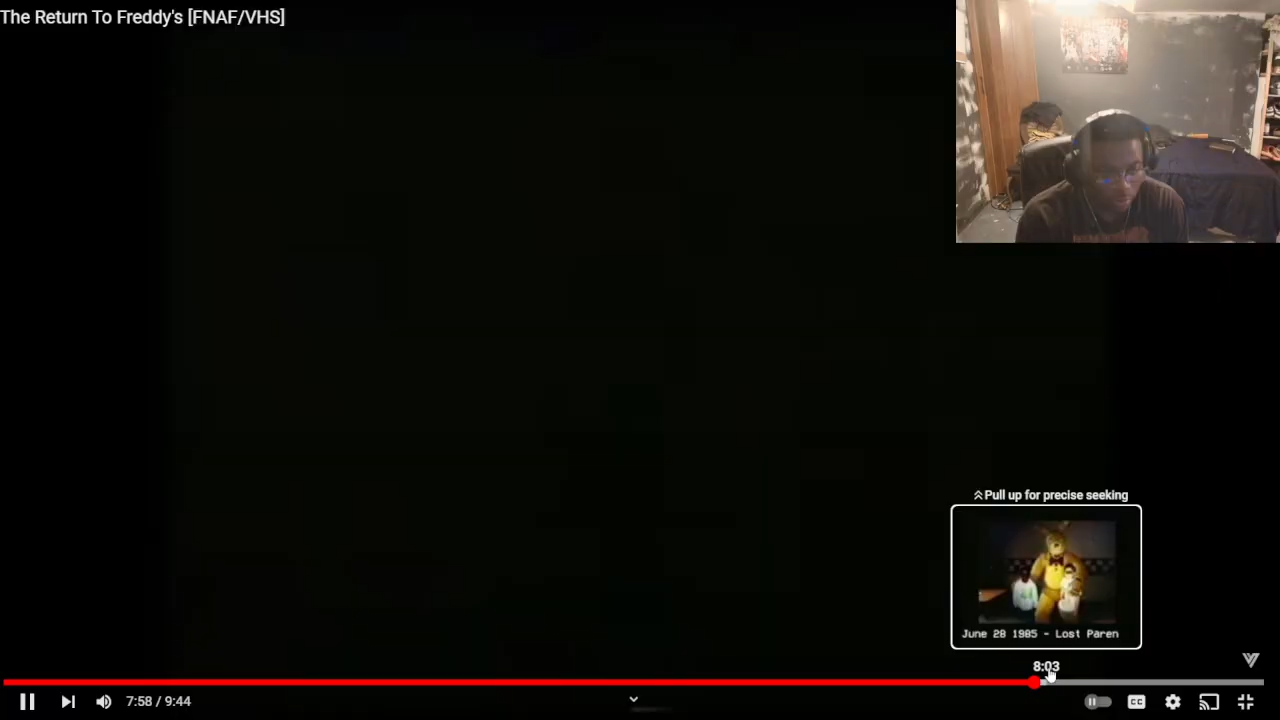 The Return To Freddy's [FNAF/VHS]
Pull up for precise seeking
June 28 1985 - Lost Paren
8:03
7:58 / 9:44
CC